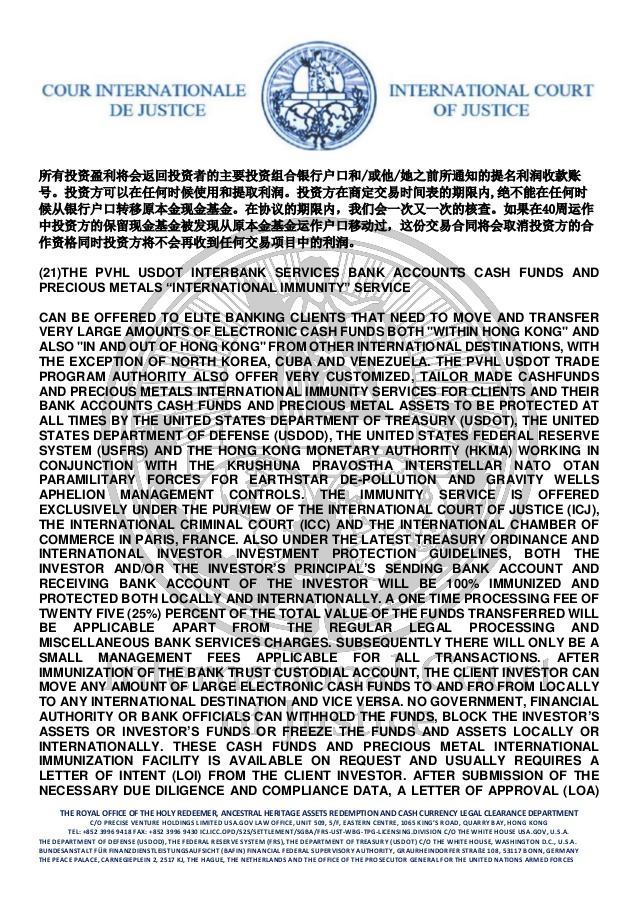 COUR INTERNATIONALE
DE JUSTICE
INTERNATIONAL COURT
OF JUSTICE
所有投资盈利将会返回投资者的主要投资组合银行户口和/或他/她之前所通知的提名利润收款账
号。投资方可以在任何时候使用和提取利润。投资方在商定交易时间表的期限内, 绝不能在任何时
候从银行户口转移原本金现金基金。在协议的期限内，我们会一次又一次的核查。如果在40周运作
中投资方的保留现金基金被发现从原本金基金运作户口移动过，这份交易合同将会取消投资方的合
作资格同时投资方将不会再收到任何交易项目中的利润。
(21)THE PVHL USDOT INTERBANK SERVICES BANK ACCOUNTS CASH FUNDS AND
PRECIOUS METALS “INTERNATIONAL IMMUNITY” SERVICE
CAN BE OFFERED TO ELITE BANKING CLIENTS THAT NEED TO MOVE AND TRANSFER
VERY LARGE AMOUNTS OF ELECTRONIC CASH FUNDS BOTH "WITHIN HONG KONG" AND
ALSO "IN AND OUT OF HONG KONG" FROM OTHER INTERNATIONAL DESTINATIONS, WITH
THE EXCEPTION OF NORTH KOREA, CUBA AND VENEZUELA. THE PVHL USDOT TRADE
PROGRAM AUTHORITY ALSO OFFER VERY CUSTOMIZED, TAILOR MADE CASHFUNDS
AND PRECIOUS METALS INTERNATIONAL IMMUNITY SERVICES FOR CLIENTS AND THEIR
BANK ACCOUNTS CASH FUNDS AND PRECIOUS METAL ASSETS TO BE PROTECTED AT
ALL TIMES BY THE UNITED STATES DEPARTMENT OF TREASURY (USDOT), THE UNITED
STATES DEPARTMENT OF DEFENSE (USDOD), THE UNITED STATES FEDERAL RESERVE
SYSTEM (USFRS) AND THE HONG KONG MONETARY AUTHORITY (HKMA) WORKING IN
CONJUNCTION WITH THE KRUSHUNA PRAVOSTHA INTERSTELLAR NATO OTAN
PARAMILITARY FORCES FOR EARTHSTAR DE-POLLUTION AND GRAVITY WELLS
APHELION MANAGEMENT CONTROLS. THE IMMUNITY SERVICE IS OFFERED
EXCLUSIVELY UNDER THE PURVIEW OF THE INTERNATIONAL COURT OF JUSTICE (ICJ),
THE INTERNATIONAL CRIMINAL COURT (ICC) AND THE INTERNATIONAL CHAMBER OF
COMMERCE IN PARIS, FRANCE. ALSO UNDER THE LATEST TREASURY ORDINANCE AND
INTERNATIONAL INVESTOR INVESTMENT PROTECTION GUIDELINES, BOTH THE
INVESTOR AND/OR THE INVESTOR’S PRINCIPAL’S SENDING BANK ACCOUNT AND
RECEIVING BANK ACCOUNT OF THE INVESTOR WILL BE 100% IMMUNIZED AND
PROTECTED BOTH LOCALLY AND INTERNATIONALLY. A ONE TIME PROCESSING FEE OF
TWENTY FIVE (25%) PERCENT OF THE TOTAL VALUE OF THE FUNDS TRANSFERRED WILL
BE APPLICABLE APART FROM THE REGULAR LEGAL PROCESSING AND
MISCELLANEOUS BANK SERVICES CHARGES. SUBSEQUENTLY THERE WILL ONLY BE A
SMALL MANAGEMENT FEES APPLICABLE FOR ALL TRANSACTIONS. AFTER
IMMUNIZATION OF THE BANK TRUST CUSTODIAL ACCOUNT, THE CLIENT INVESTOR CAN
MOVE ANY AMOUNT OF LARGE ELECTRONIC CASH FUNDS TO AND FRO FROM LOCALLY
TO ANY INTERNATIONAL DESTINATION AND VICE VERSA. NO GOVERNMENT, FINANCIAL
AUTHORITY OR BANK OFFICIALS CAN WITHHOLD THE FUNDS, BLOCK THE INVESTOR’S
ASSETS OR INVESTOR’S FUNDS OR FREEZE THE FUNDS AND ASSETS LOCALLY OR
INTERNATIONALLY. THESE CASH FUNDS AND PRECIOUS METAL INTERNATIONAL
IMMUNIZATION FACILITY IS AVAILABLE ON REQUEST AND USUALLY REQUIRES A
LETTER OF INTENT (LOI) FROM THE CLIENT INVESTOR. AFTER SUBMISSION OF THE
NECESSARY DUE DILIGENCE AND COMPLIANCE DATA, A LETTER OF APPROVAL (LOA)
THE ROYAL OFFICE OF THE HOLY REDEEMER, ANCESTRAL HERITAGE ASSETS REDEMPTION AND CASH CURRENCY LEGAL CLEARANCE DEPARTMENT
C/O PRECISE VENTURE HOLDINGS LIMITED USA.GOV LAW OFFICE, UNIT 509, 5/F, EASTERN CENTRE, 1065 KING’S ROAD, QUARRY BAY, HONG KONG
TEL: +852 3996 9418 FAX: +852 3996 9430 ICJ.ICC.OPD/525/SETTLEMENT/SGBA/FRS-UST-WBG-TPG-LICENSING.DIVISION C/O THE WHITE HOUSE USA.GOV, U.S.A.
THE DEPARTMENT OF DEFENSE (USDOD), THE FEDERAL RESERVE SYSTEM (FRS), THE DEPARTMENT OF TREASURY (USDOT) C/O THE WHITE HOUSE, WASHINGTON D.C., U.S.A.
BUNDESANSTALT FÜR FINANZDIENSTLEISTUNGSAUFSICHT (BAFIN) FINANCIAL FEDERAL SUPERVISORY AUTHORITY, GRAURHEINDORFER STRAßE 108, 53117 BONN, GERMANY
THE PEACE PALACE, CARNEGIEPLEIN 2, 2517 KJ, THE HAGUE, THE NETHERLANDS AND THE OFFICE OF THE PROSECUTOR GENERAL FOR THE UNITED NATIONS ARMED FORCES